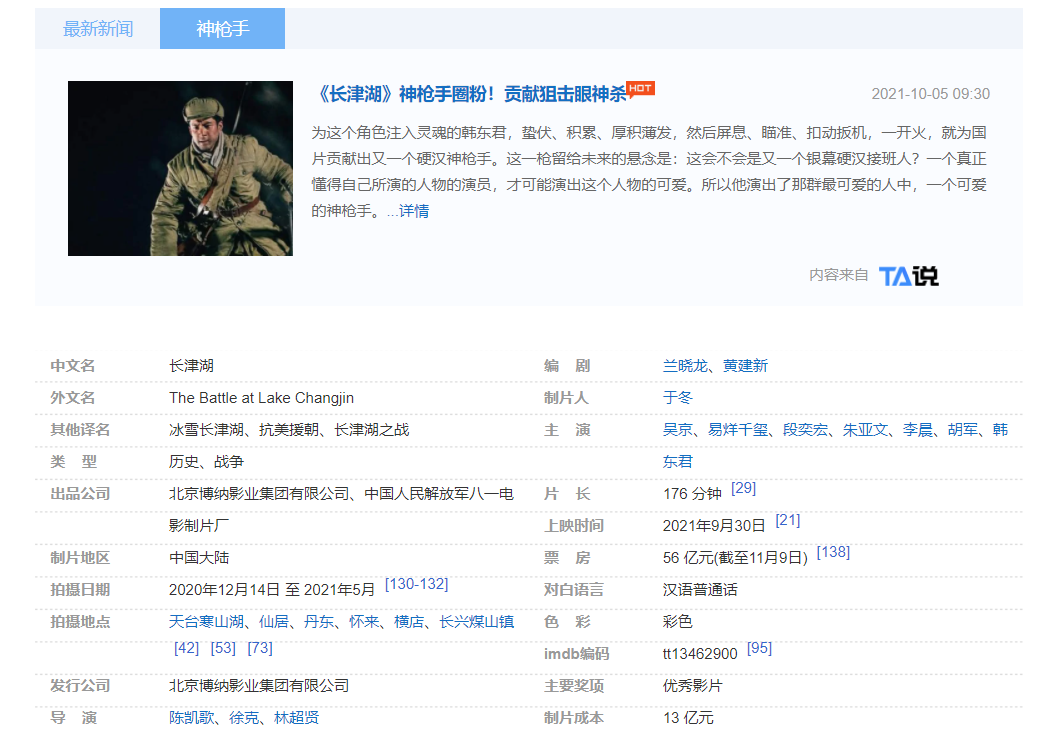 最新新闻
神枪手
《长津湖》神枪手圈粉！贡献狙击眼神杀 HOT
2021-10-05 09:30
为这个角色注入灵魂的韩东君，蛰伏、积累、厚积薄发，然后屏息、瞄准、扣动扳机，一开火，就为国
片贡献出又一个硬汉神枪手。这一枪留给未来的悬念是：这会不会是又一个银幕硬汉接班人？一个真正
懂得自己所演的人物的演员，才可能演出这个人物的可爱。所以他演出了那群最可爱的人中，一个可爱
的神枪手。...详情
内容来自 TA说
中文名 长津湖
外文名 The Battle at Lake Changjin
其他译名 冰雪长津湖、抗美援朝、长津湖之战
类 型 历史、战争
出品公司 北京博纳影业集团有限公司、中国人民解放军八一电
影制片厂
制片地区 中国大陆
拍摄日期 2020年12月14日 至 2021年5月 [130-132]
拍摄地点 天台寒山湖、仙居、丹东、怀来、横店、长兴煤山镇
[42] [53] [73]
发行公司 北京博纳影业集团有限公司
导 演 陈凯歌、徐克、林超贤
编 剧 兰晓龙、黄建新
制片人 于冬
主 演 吴京、易烊千玺、段奕宏、朱亚文、李晨、胡军、韩
东君
片 长 176 分钟 [29]
上映时间 2021年9月30日 [21]
票 房 56 亿元(截至11月9日) [138]
对白语言 汉语普通话
色 彩 彩色
imdb编码 tt13462900 [95]
主要奖项 优秀影片
制片成本 13 亿元